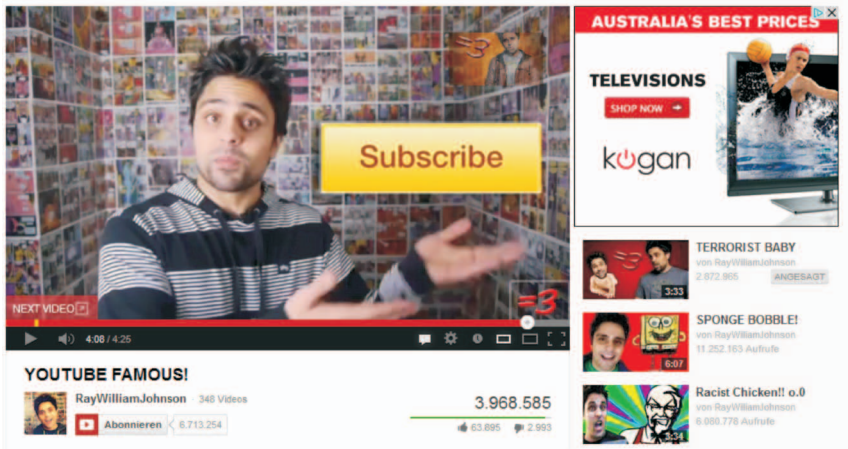 Subscribe
=3
NEXT VIDEO
=3
4:08 / 4:25
YOUTUBE FAMOUS!
RayWilliamJohnson 348 Videos
Abonnieren 6.713.254
3.968.585
63.895 2.993
AUSTRALIA'S BEST PRICES
TELEVISIONS
SHOP NOW
kogan
TERRORIST BABY
von RayWilliamJohnson
2.872.965 ANGESAGT
3:33
SPONGE BOBBLE!
von RayWilliamJohnson
11.252.163 Aufrufe
6:07
Racist Chicken!! o.0
von RayWilliamJohnson
6.080.778 Aufrufe
3:34